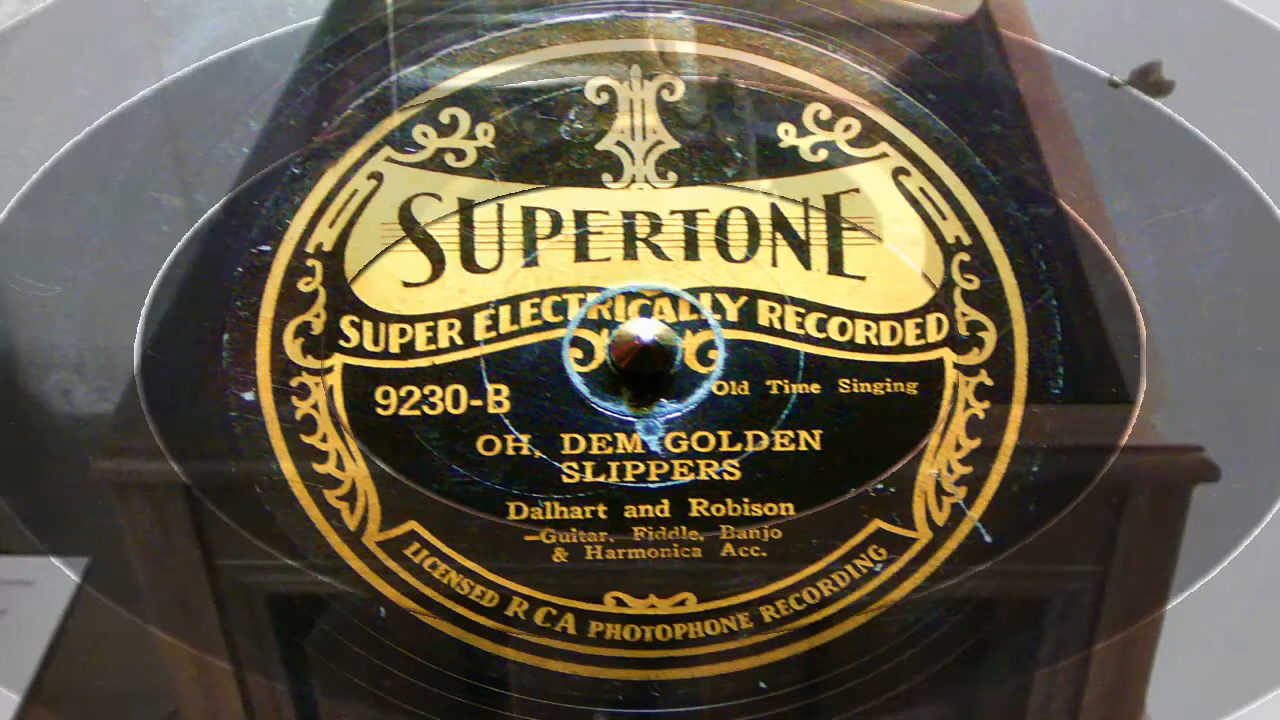 SUPERTONE
SUPER ELECTRICALLY RECORDED
9230-B
Old Time Singing
OH, DEM GOLDEN
SLIPPERS
Dalhart and Robison
—Guitar, Fiddle, Banjo
& Harmonica Acc.
LICENSED RCA PHOTOPHONE RECORDING